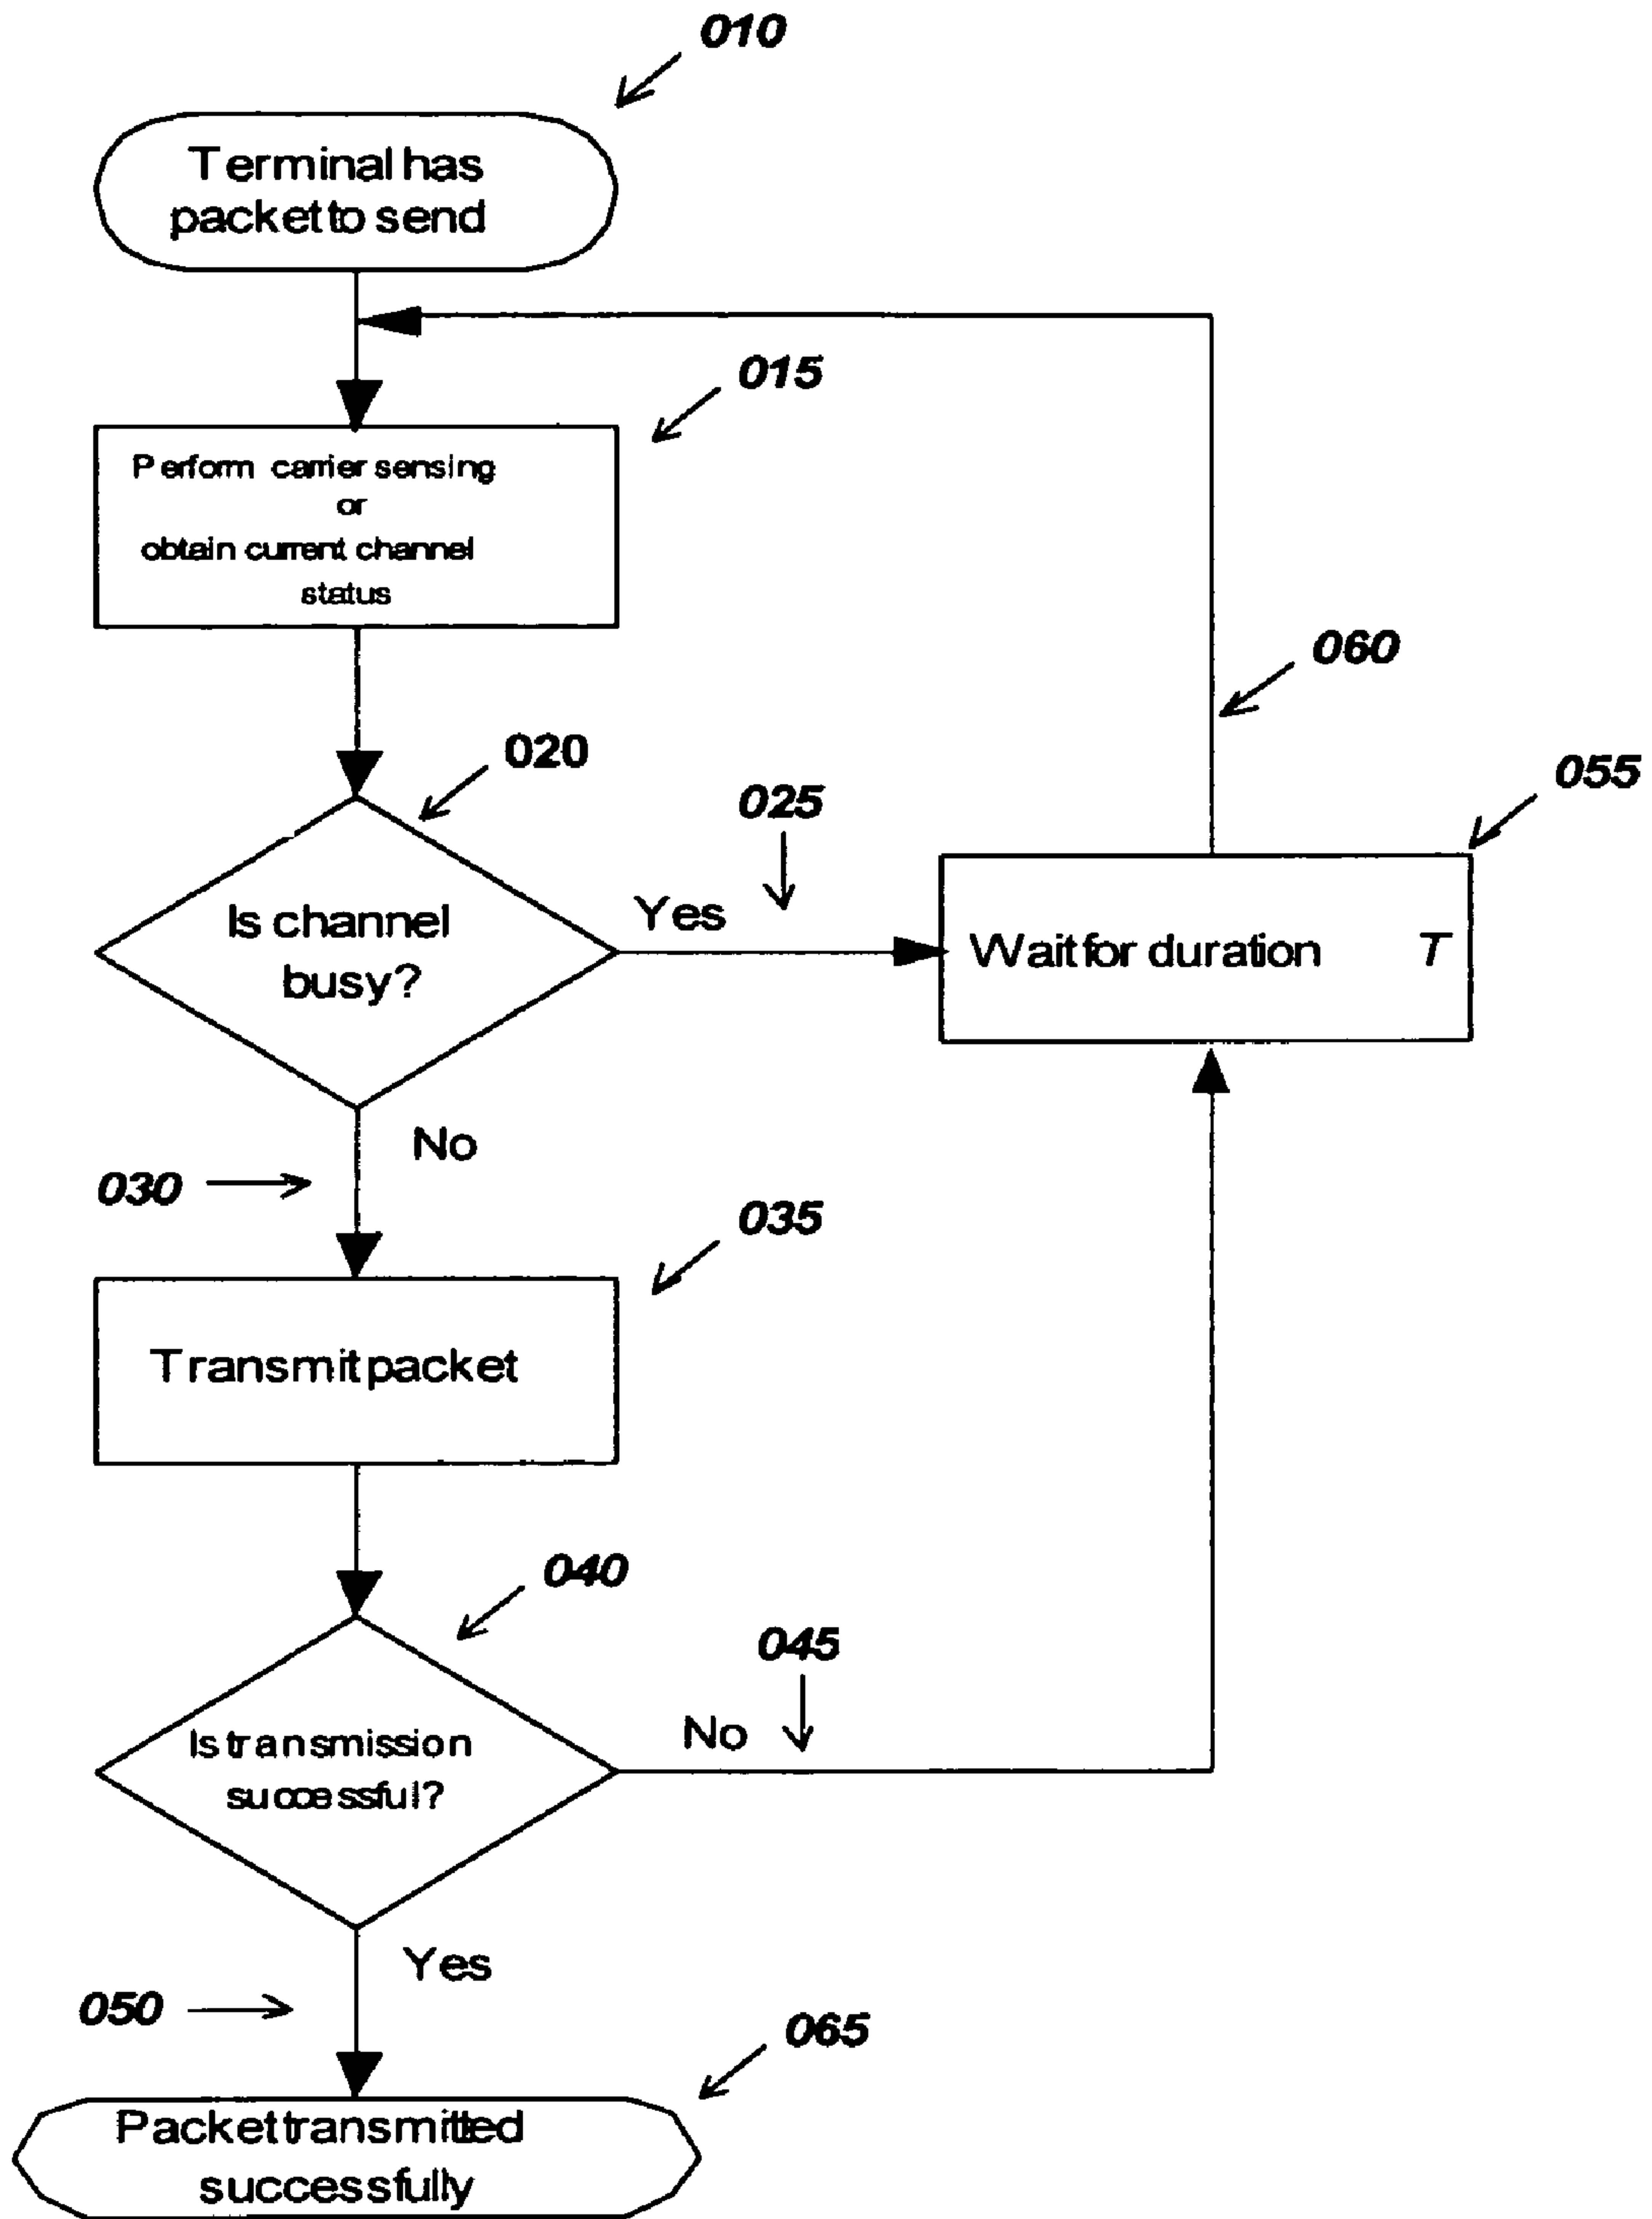 010
Terminal has
packet to send
015
Perform carrier sensing
or
obtain current channel
status
060
020
025
055
Is channel
busy?
Yes
Wait for duration T
No
030
035
Transmit packet
040
045
Is transmission
successful?
No
Yes
050
065
Packet transmitted
successfully